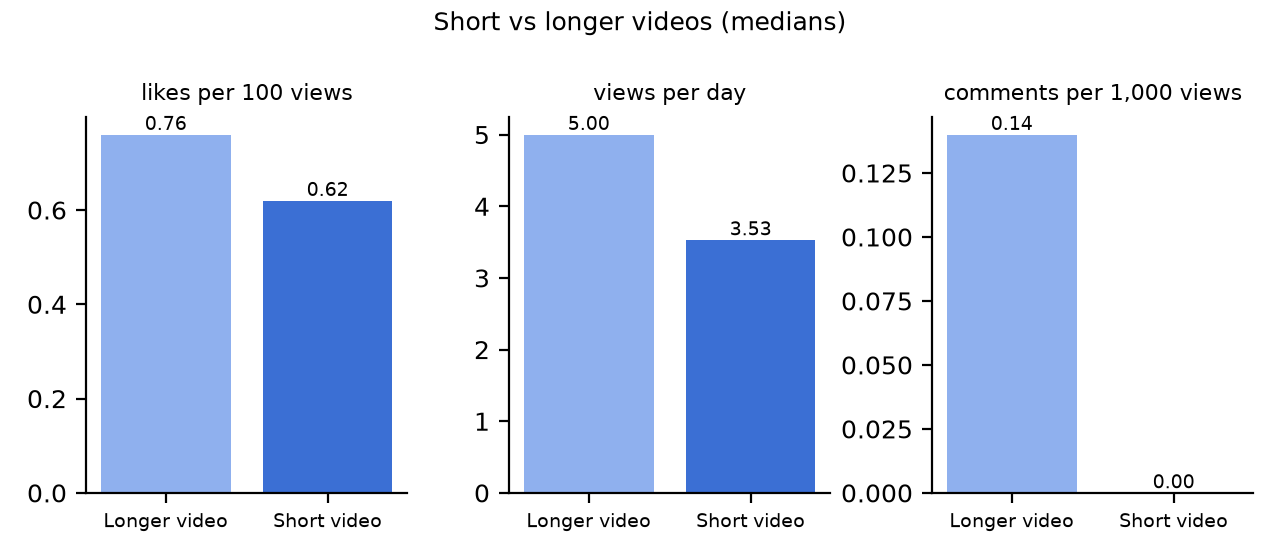 Short vs longer videos (medians)
likes per 100 views
0.76
0.62
0.6
0.4
0.2
0.0
Longer video
Short video
views per day
5.00
3.53
5
4
3
2
1
0
Longer video
Short video
comments per 1,000 views
0.14
0.00
0.125
0.100
0.075
0.050
0.025
0.000
Longer video
Short video